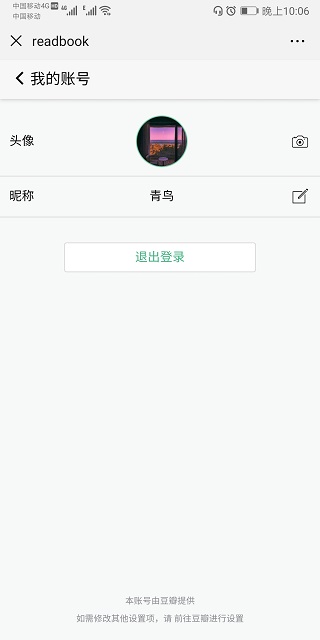 中国移动4G HD 4G E 晚上10:06
中国移动
readbook
我的账号
头像
昵称 青鸟
退出登录
本账号由豆瓣提供
如需修改其他设置项，请 前往豆瓣进行设置